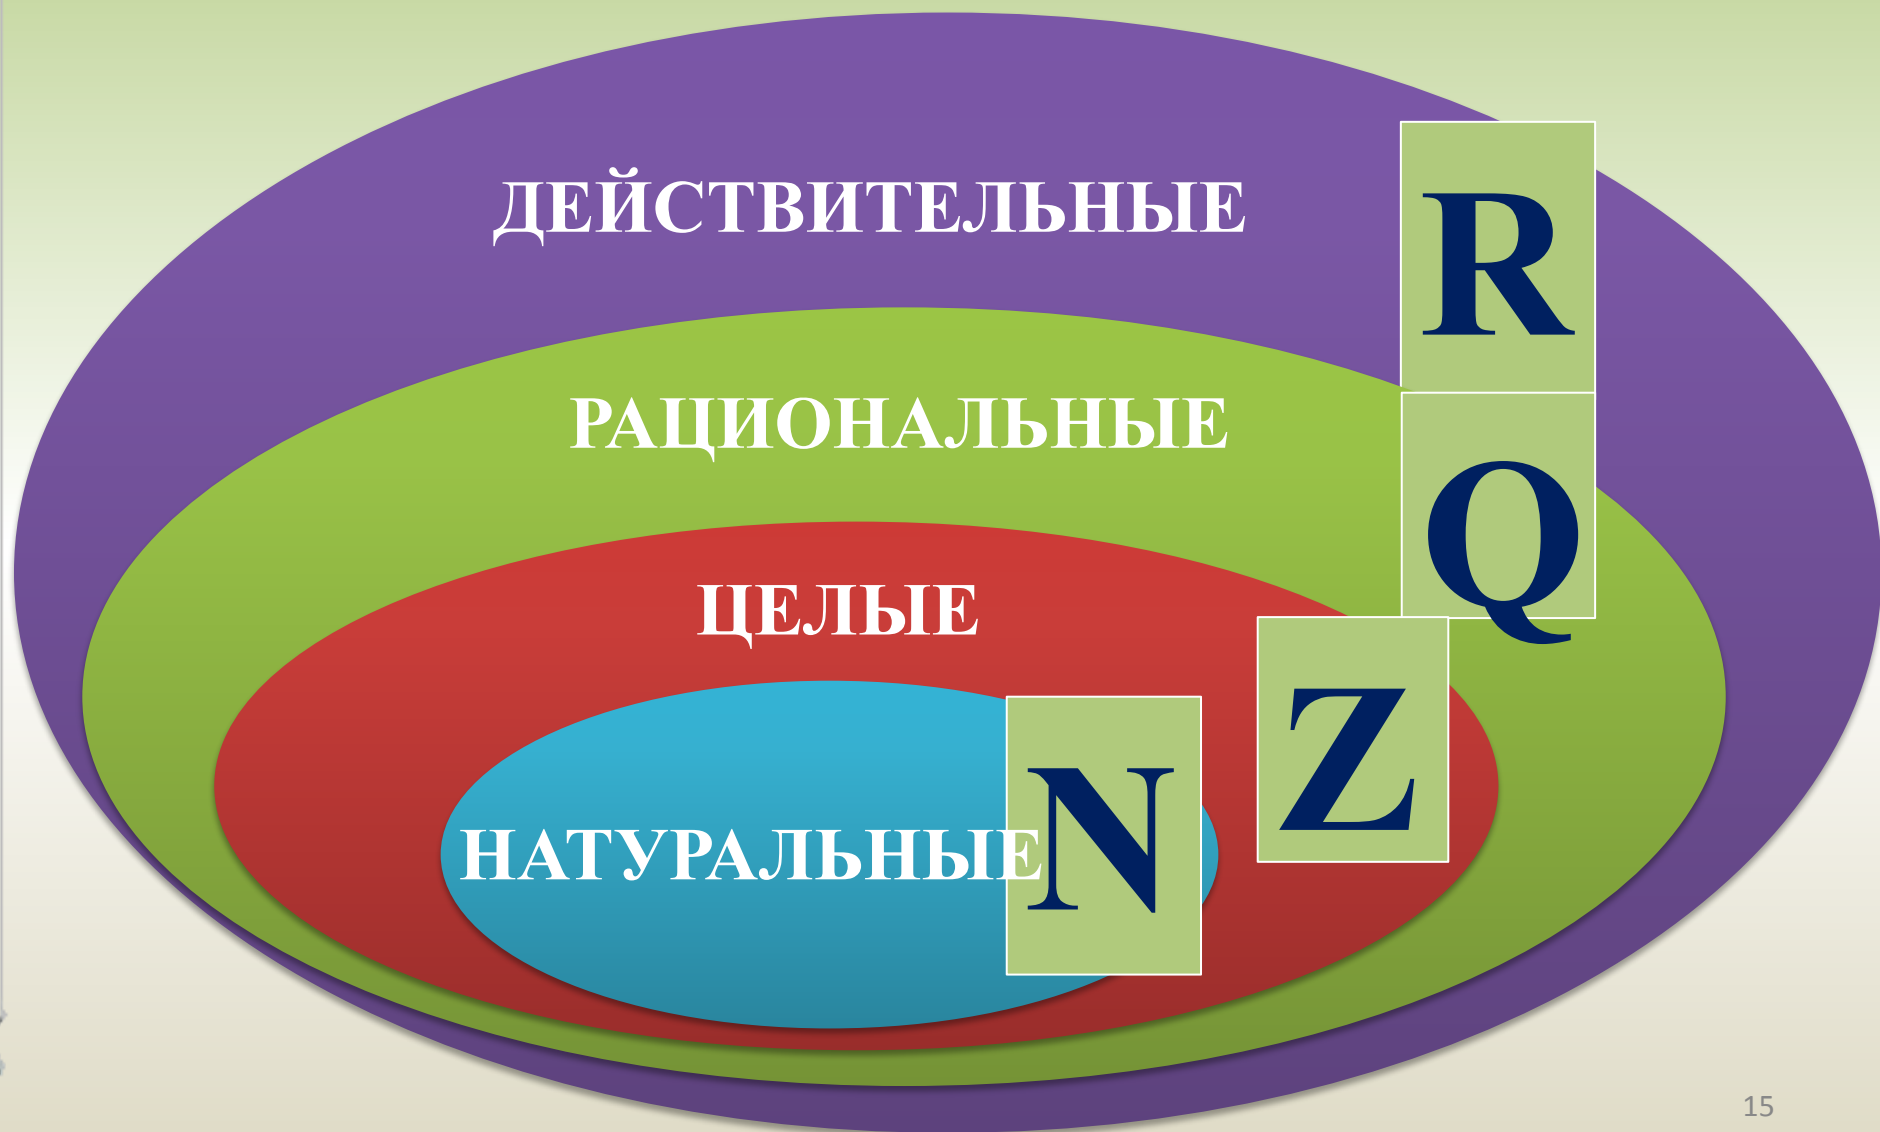 ДЕЙСТВИТЕЛЬНЫЕ
R
РАЦИОНАЛЬНЫЕ
Q
ЦЕЛЫЕ
Z
НАТУРАЛЬНЫЕ
N
15